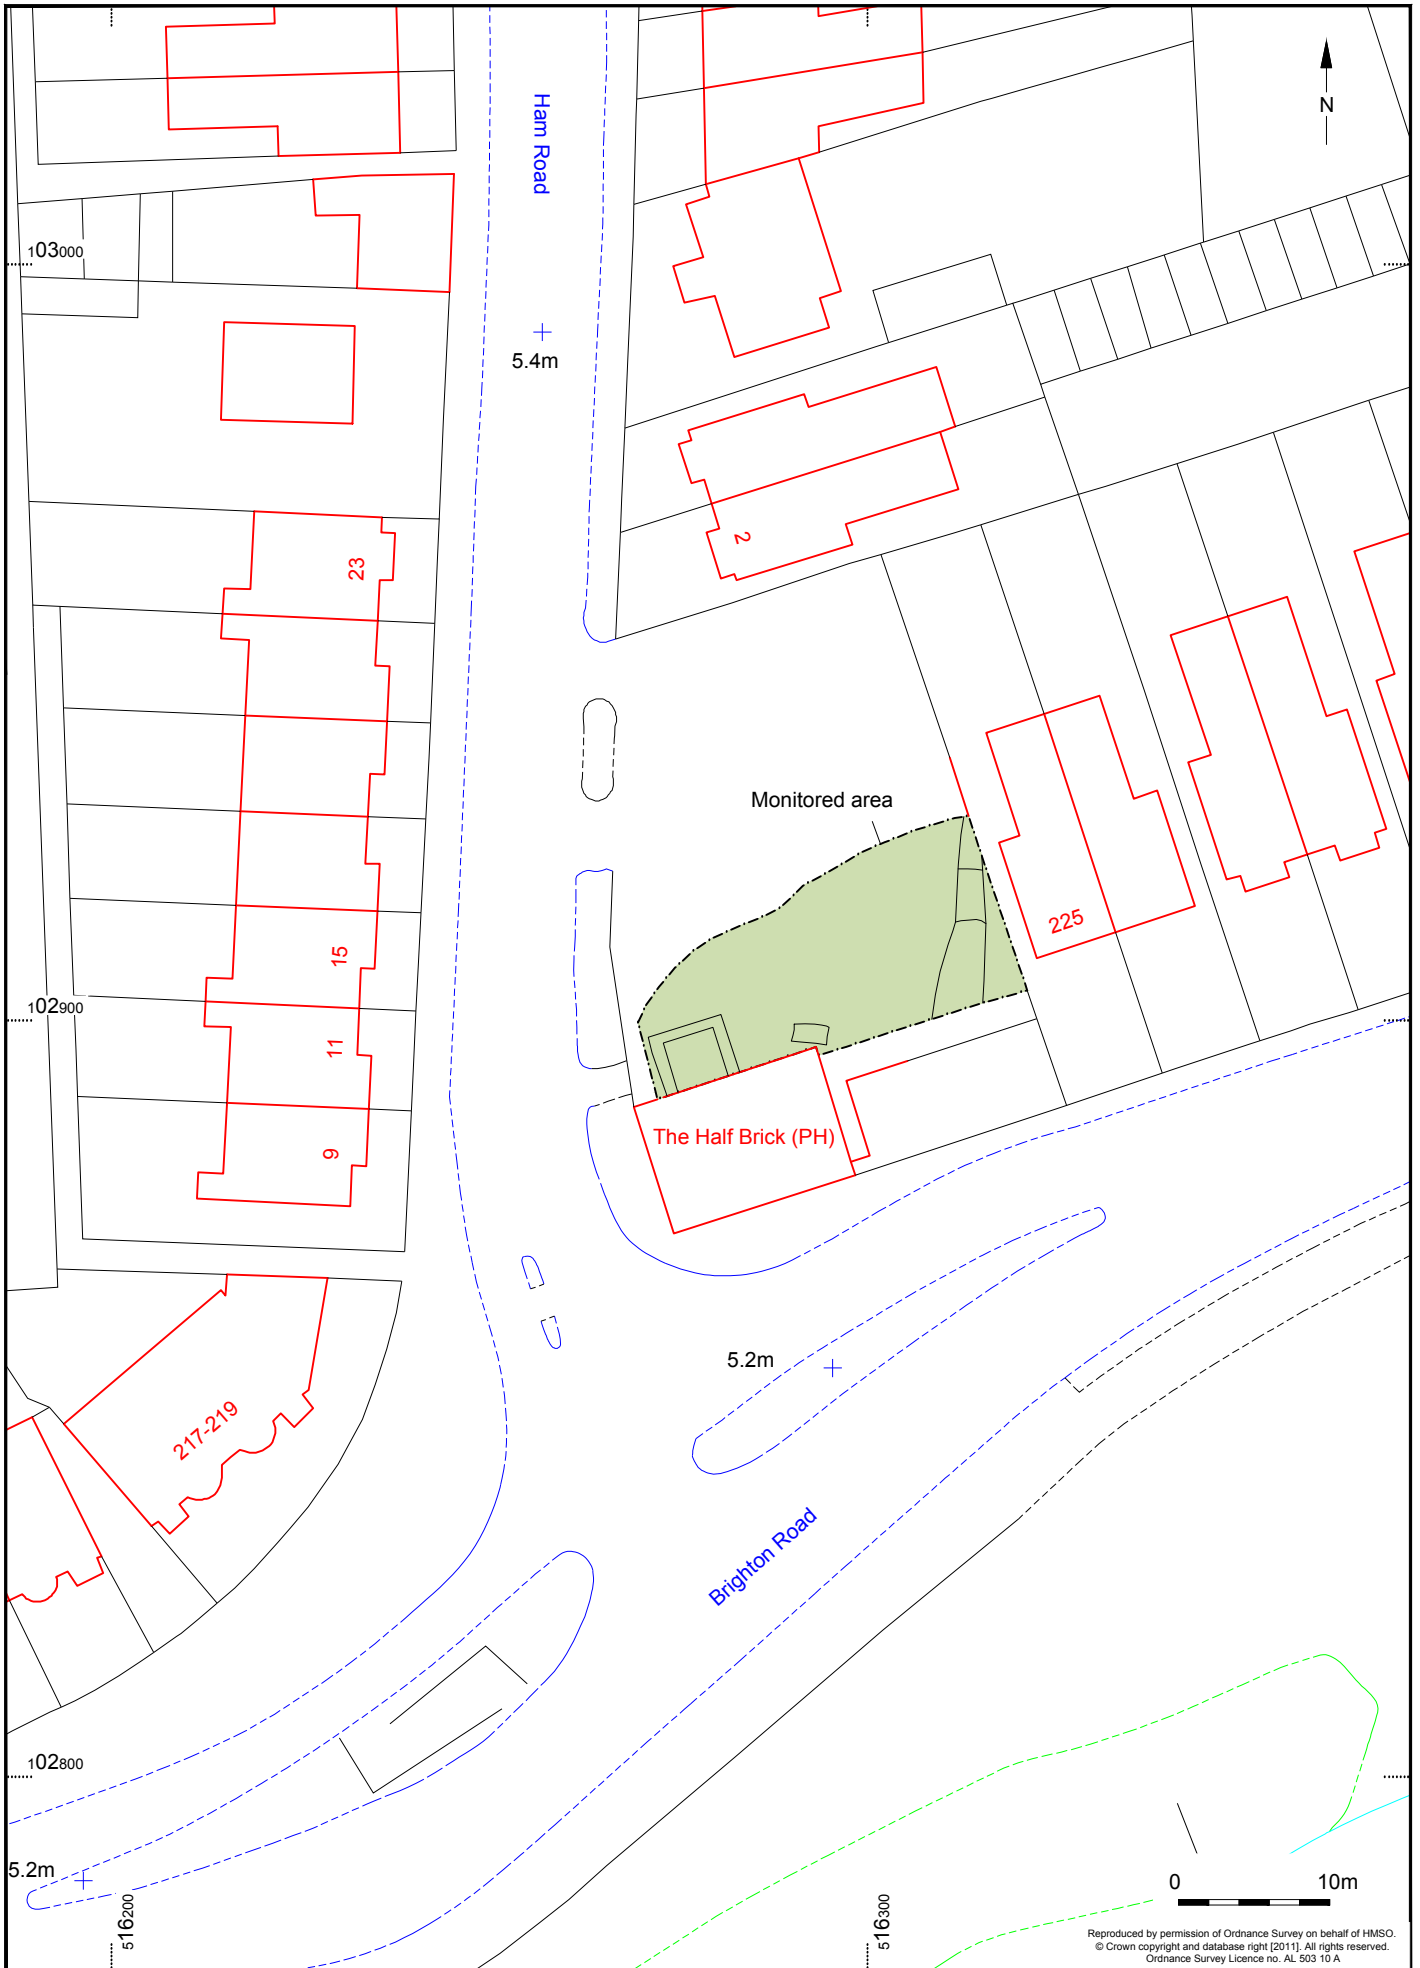 Ham Road
N
103000
5.4m
2
23
Monitored area
225
15
102900
11
The Half Brick (PH)
9
5.2m
217-219
Brighton Road
102800
5.2m
516200
516300
0 10m
Reproduced by permission of Ordnance Survey on behalf of HMSO.
© Crown copyright and database right [2011]. All rights reserved.
Ordnance Survey Licence no. AL 503 10 A